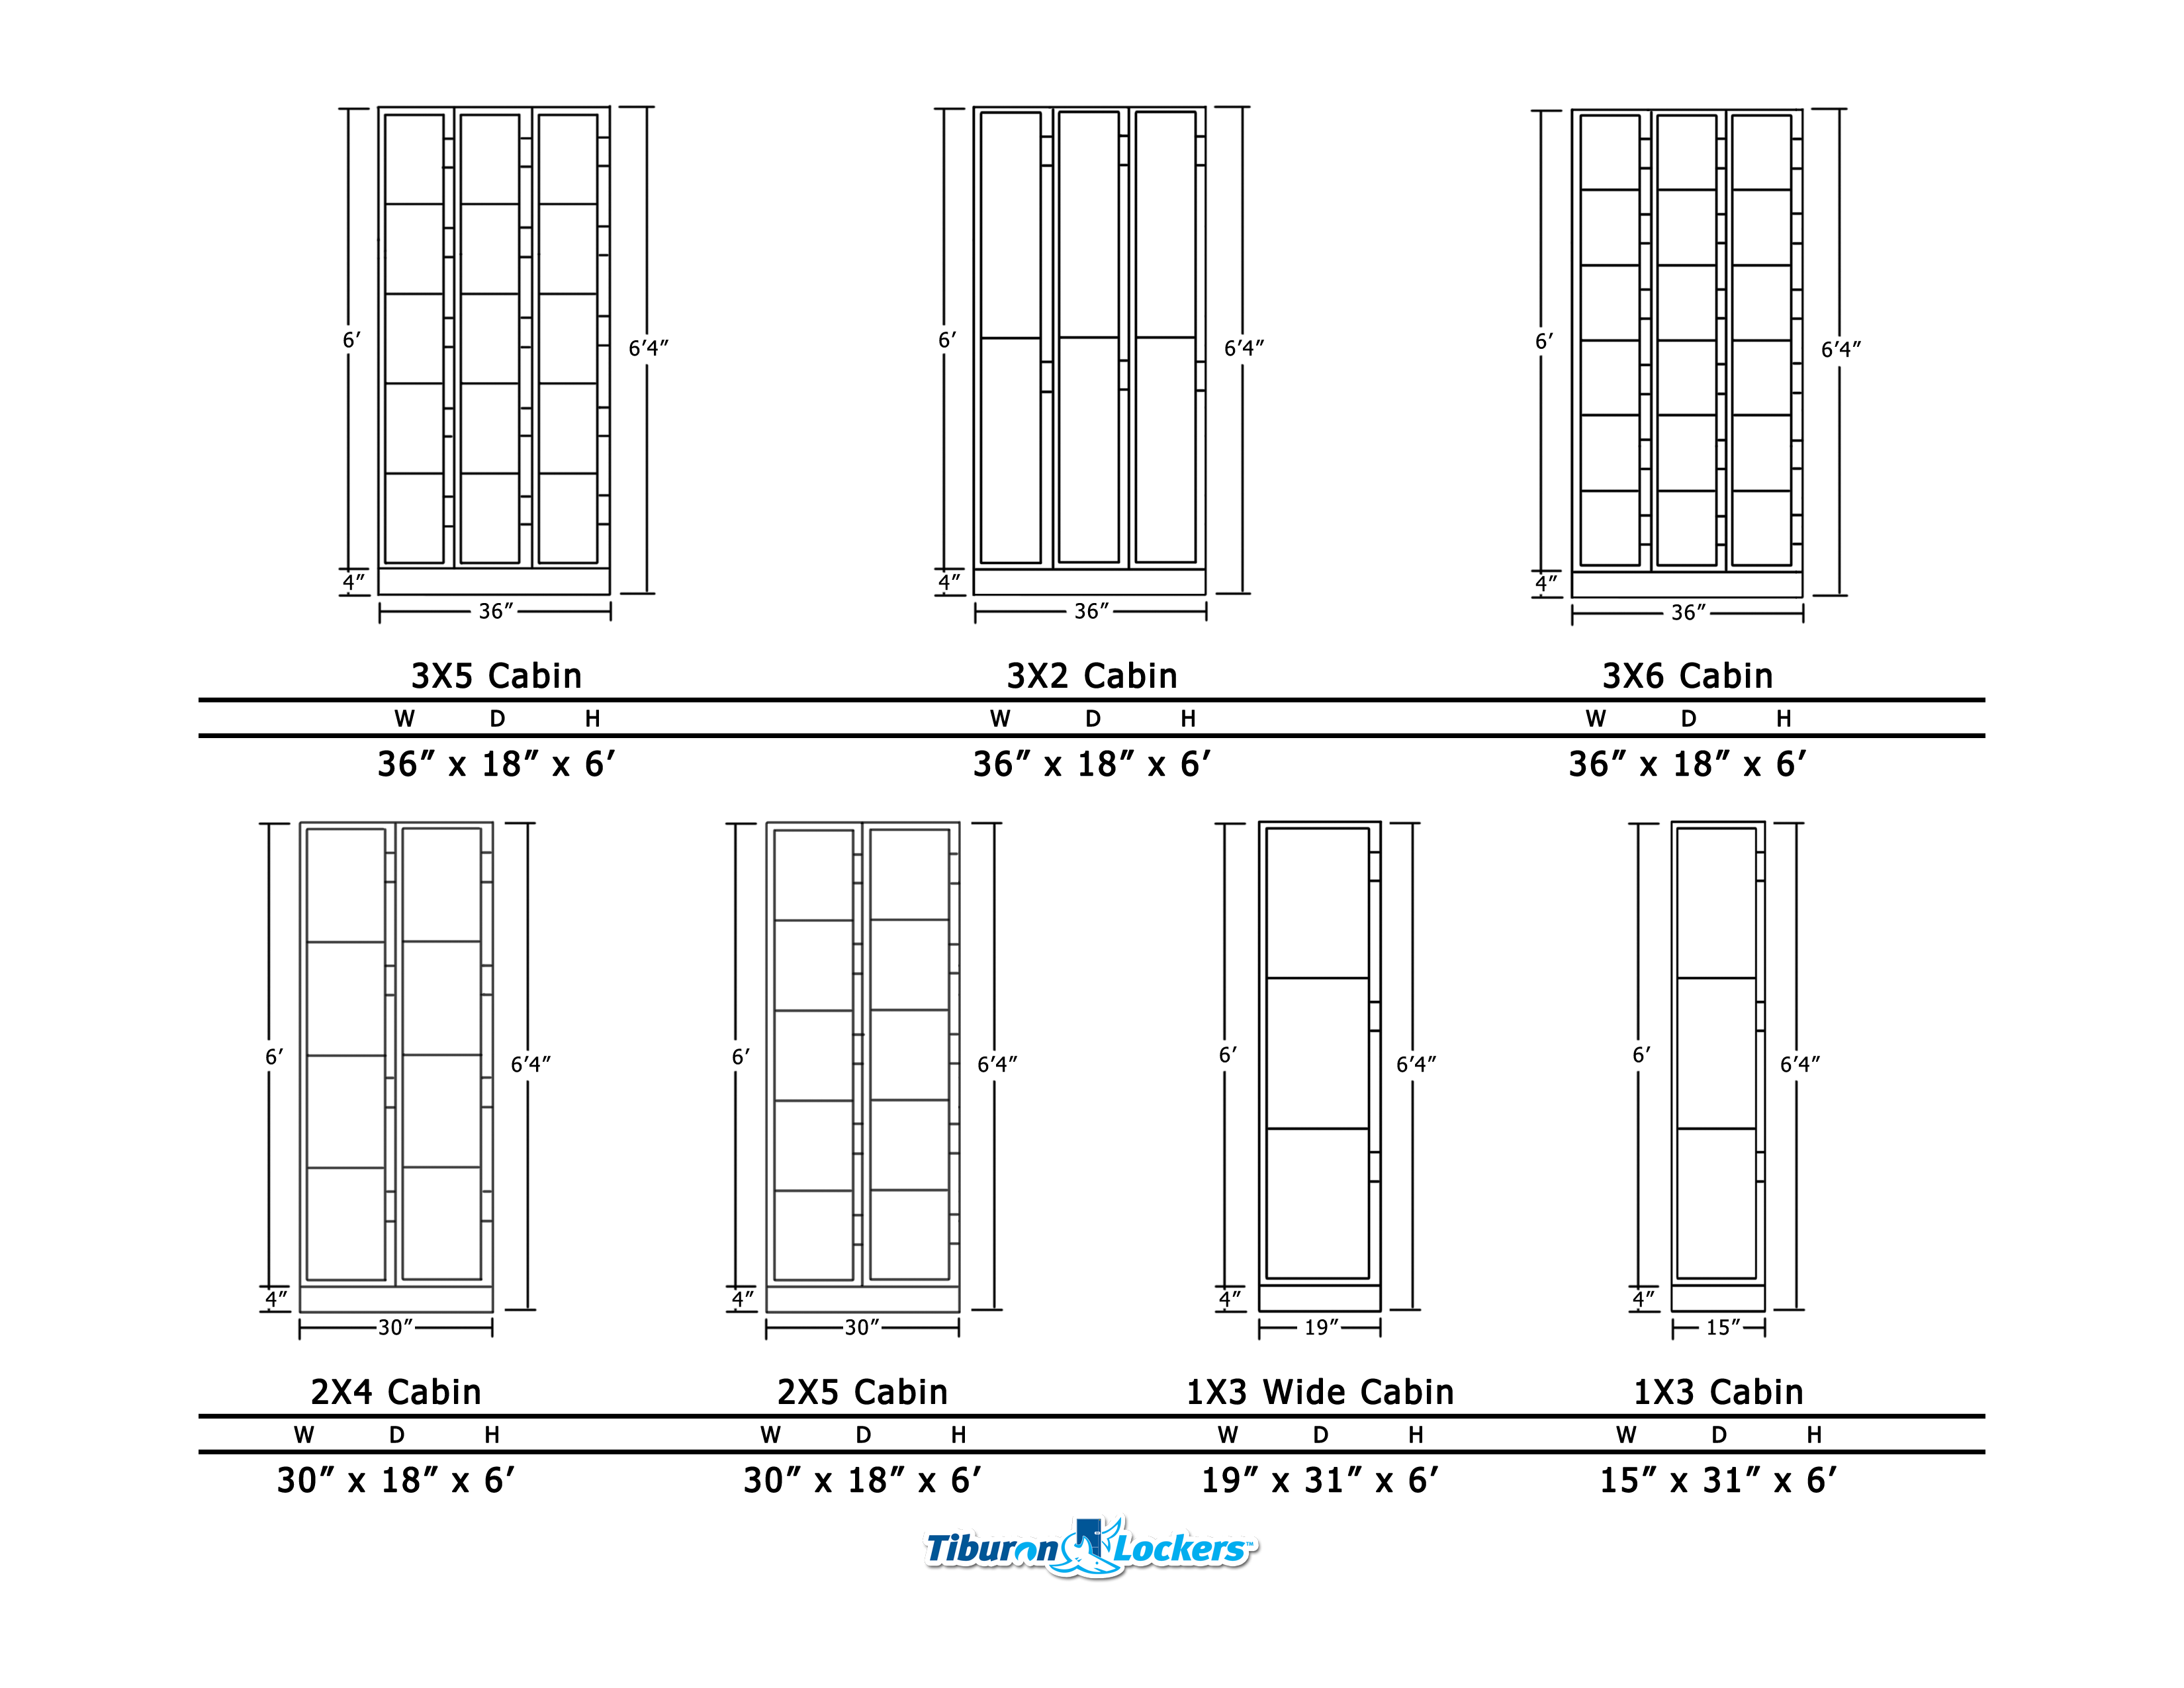 6’ 6’4” 6’ 6’4” 6’ 6’4”
4” 4” 4”
36” 36” 36”
3X5 Cabin 3X2 Cabin 3X6 Cabin
W D H W D H W D H
36” x 18” x 6’ 36” x 18” x 6’ 36” x 18” x 6’
6’ 6’4” 6’ 6’4” 6’ 6’4” 6’ 6’4”
4” 4” 4” 4”
30” 30” 19” 15”
2X4 Cabin 2X5 Cabin 1X3 Wide Cabin 1X3 Cabin
W D H W D H W D H W D H
30” x 18” x 6’ 30” x 18” x 6’ 19” x 31” x 6’ 15” x 31” x 6’
Tiburon Lockers™